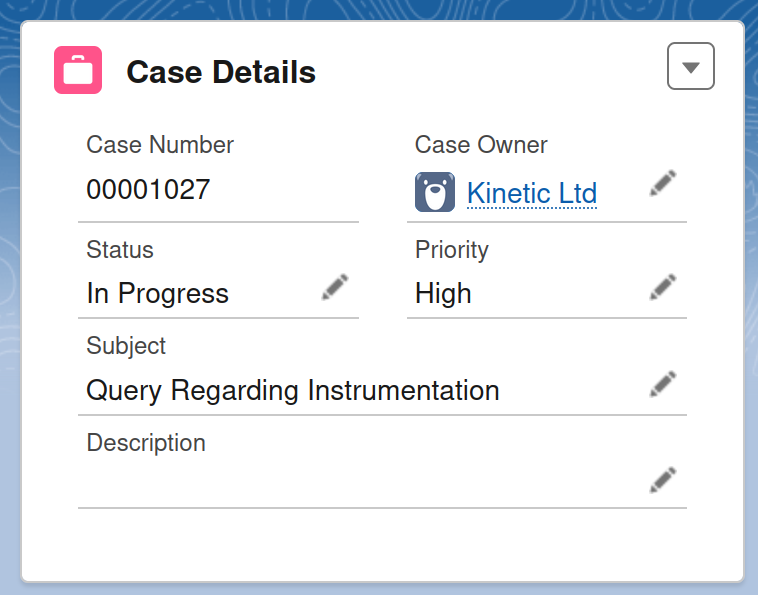 Case Details
Case Number
Case Owner
00001027
Kinetic Ltd
Status
Priority
In Progress
High
Subject
Query Regarding Instrumentation
Description